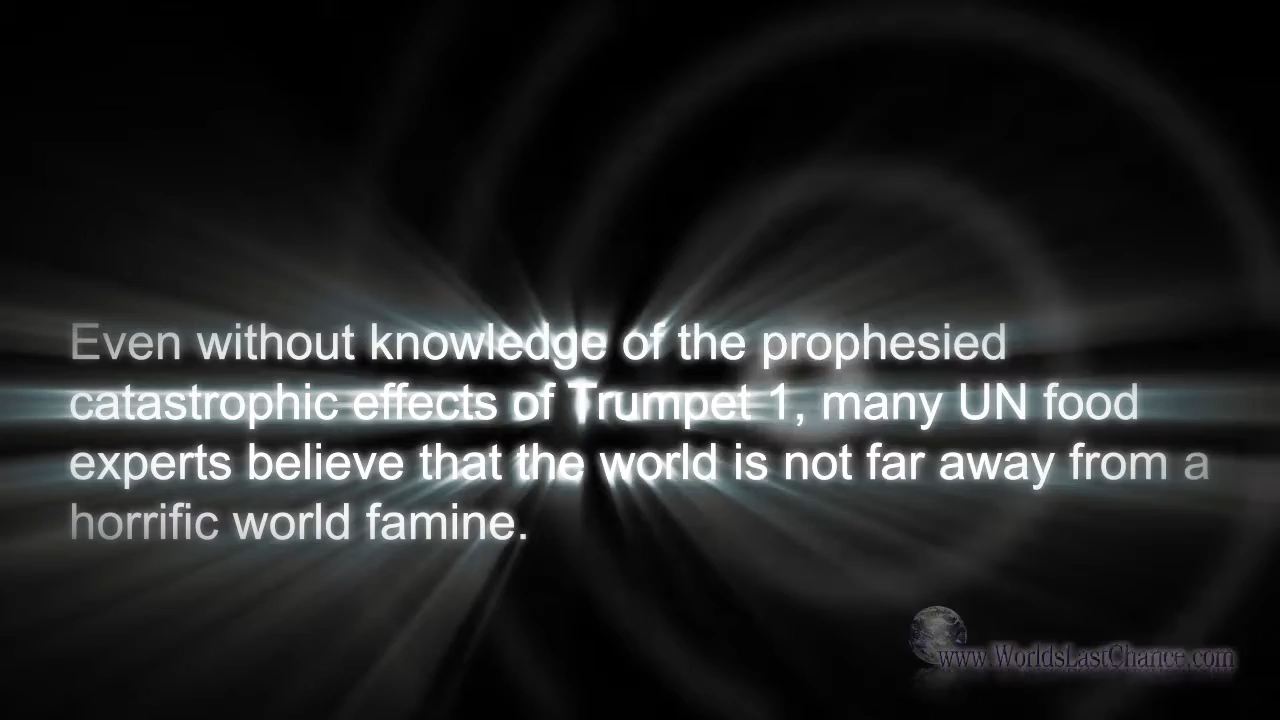 Even without knowledge of the prophesied
catastrophic effects of Trumpet 1, many UN food
experts believe that the world is not far away from a
horrific world famine.
www.WorldsLastChance.com